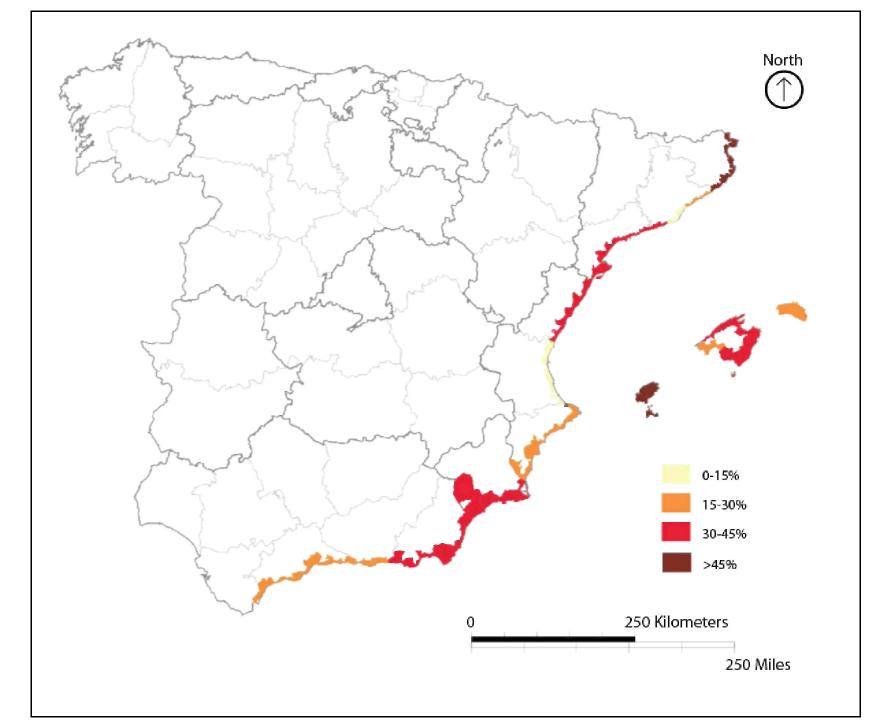 North
0-15%
15-30%
30-45%
>45%
0 250 Kilometers
250 Miles